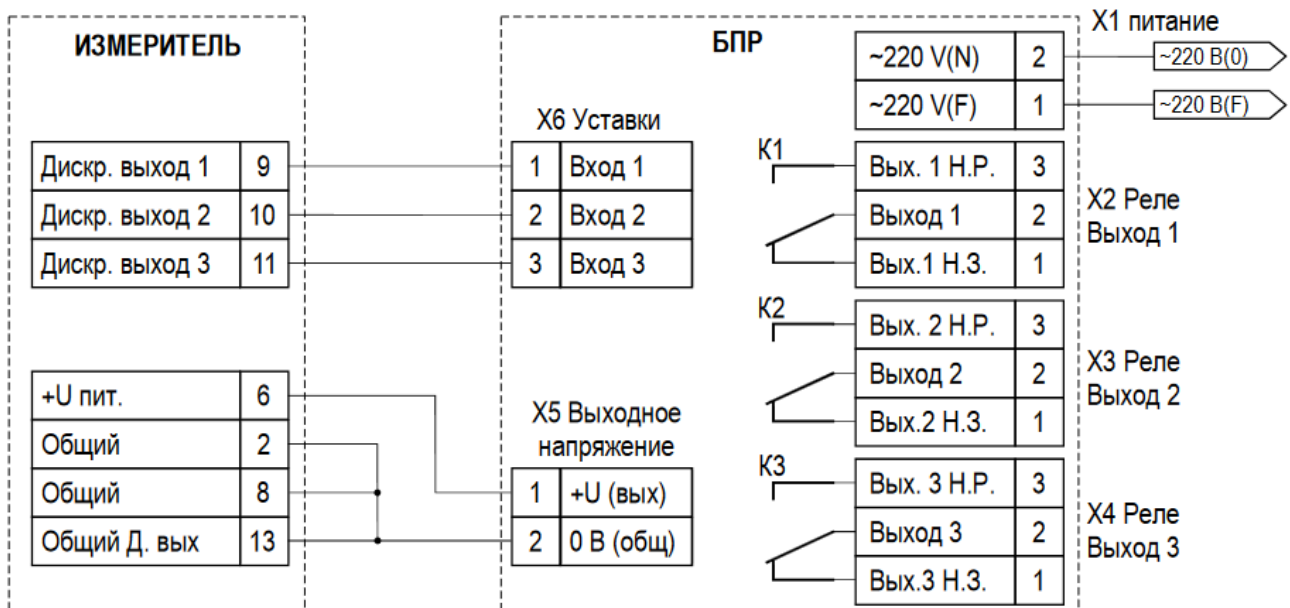 ИЗМЕРИТЕЛЬ
Дискр. выход 1 9
Дискр. выход 2 10
Дискр. выход 3 11
+U пит. 6
Общий 2
Общий 8
Общий Д. вых 13
БПР
X6 Уставки
1 Вход 1
2 Вход 2
3 Вход 3
X5 Выходное
напряжение
1 +U (вых)
2 0 В (общ)
X1 питание
~220 V(N) 2 ~220 В(0)
~220 V(F) 1 ~220 В(F)
К1
Вых. 1 Н.Р. 3
Выход 1 2
Вых.1 Н.З. 1
X2 Реле
Выход 1
К2
Вых. 2 Н.Р. 3
Выход 2 2
Вых.2 Н.З. 1
X3 Реле
Выход 2
К3
Вых. 3 Н.Р. 3
Выход 3 2
Вых.3 Н.З. 1
X4 Реле
Выход 3